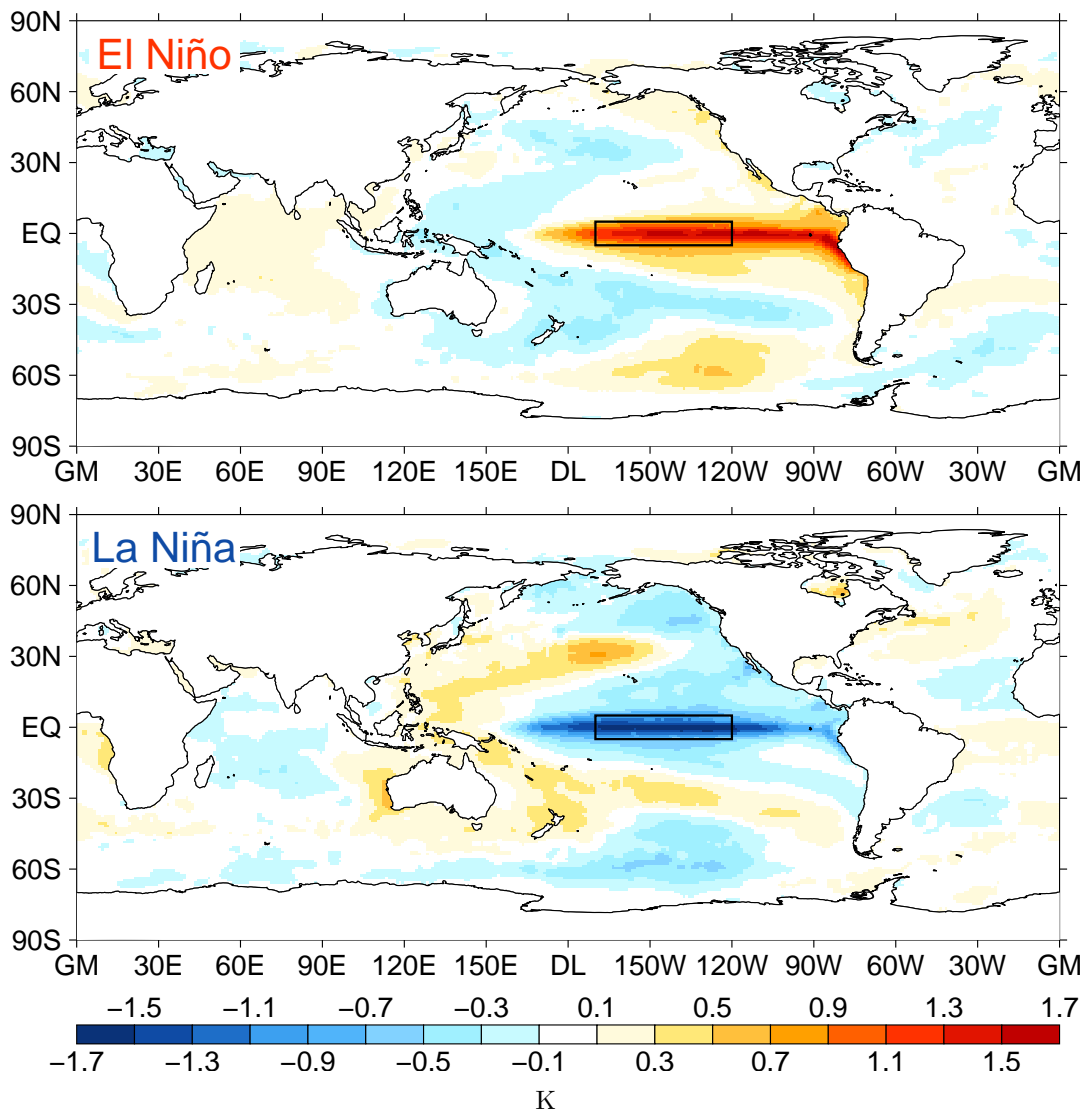 90N
El Niño
60N
30N
EQ
30S
60S
90S
GM 30E 60E 90E 120E 150E DL 150W 120W 90W 60W 30W GM
90N
La Niña
60N
30N
EQ
30S
60S
90S
GM 30E 60E 90E 120E 150E DL 150W 120W 90W 60W 30W GM
−1.5 −1.1 −0.7 −0.3 0.1 0.5 0.9 1.3 1.7
−1.7 −1.3 −0.9 −0.5 −0.1 0.3 0.7 1.1 1.5
K